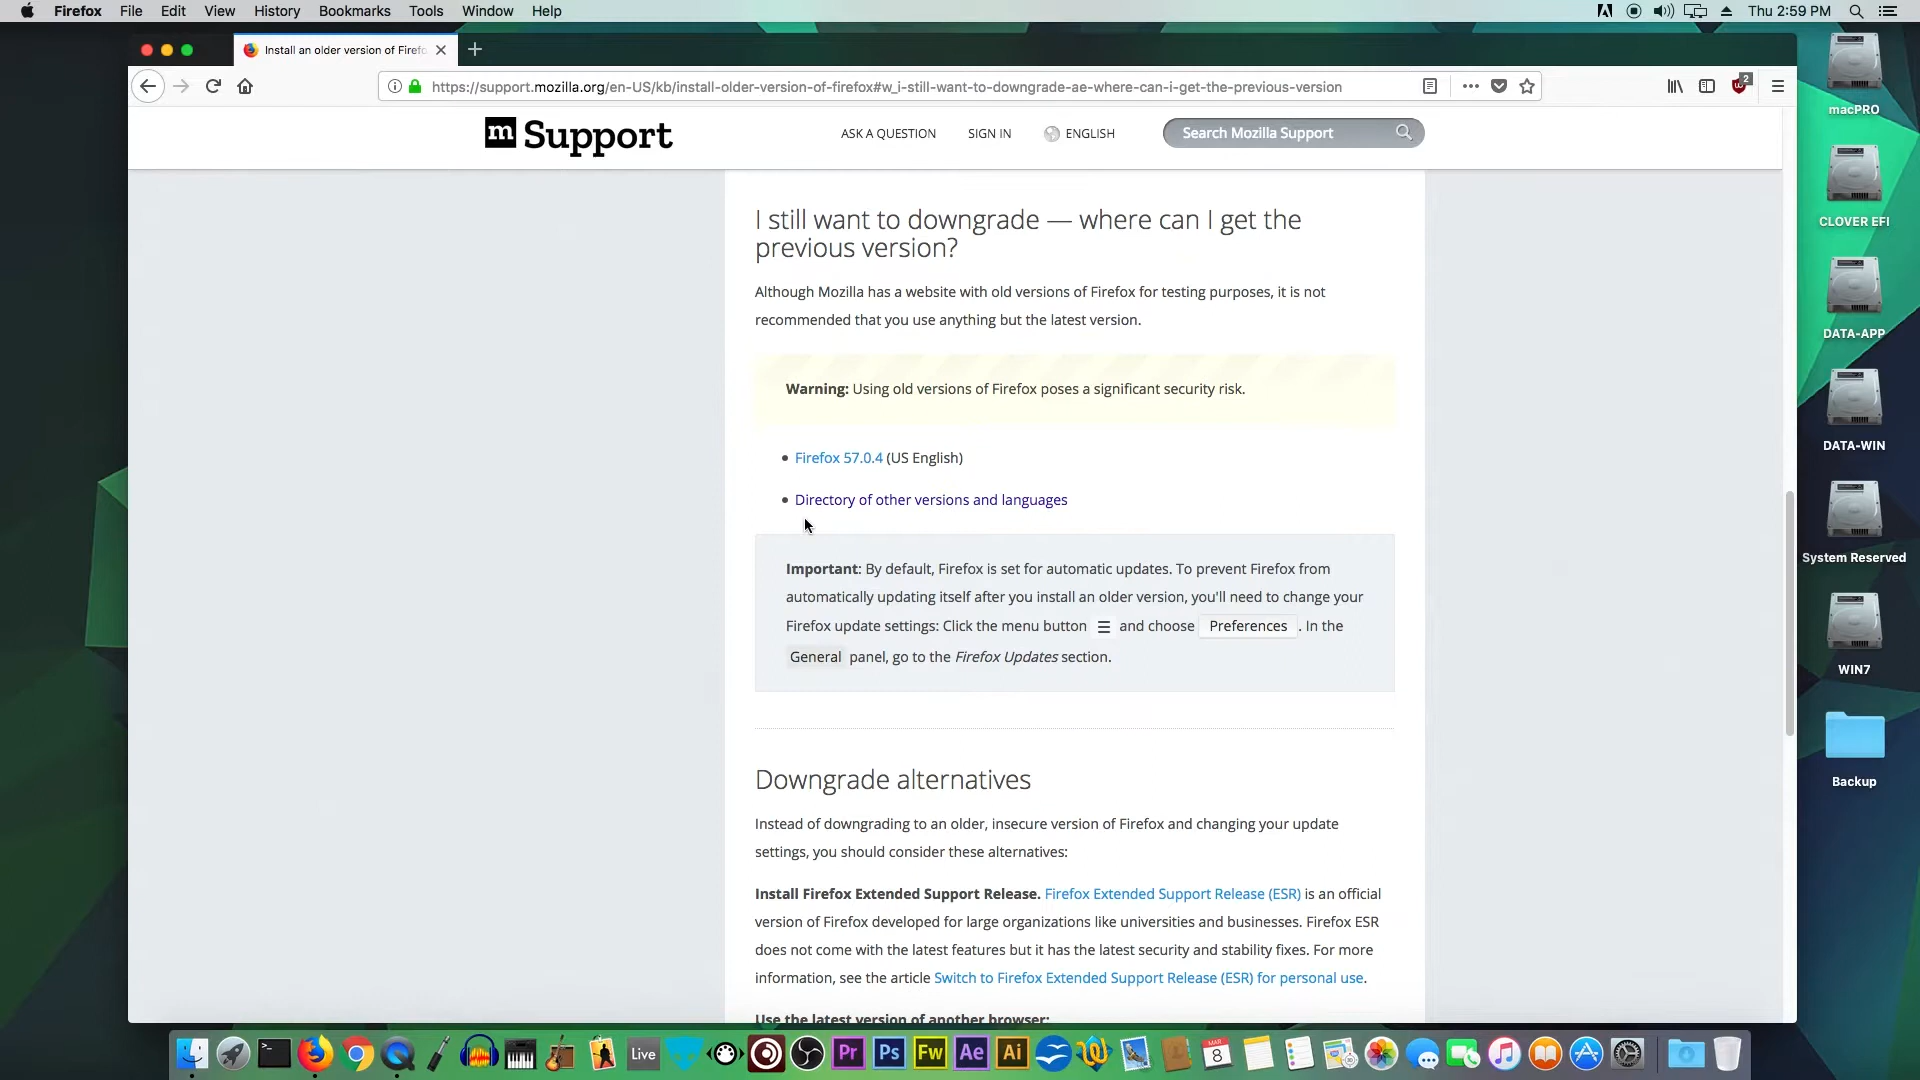 Firefox File Edit View History Bookmarks Tools Window Help
Thu 2:59 PM
Install an older version of Firefo
https://support.mozilla.org/en-US/kb/install-older-version-of-firefox#w_i-still-want-to-downgrade-ae-where-can-i-get-the-previous-version
2
m Support
ASK A QUESTION SIGN IN ENGLISH
Search Mozilla Support
I still want to downgrade — where can I get the
previous version?
Although Mozilla has a website with old versions of Firefox for testing purposes, it is not
recommended that you use anything but the latest version.
Warning: Using old versions of Firefox poses a significant security risk.
Firefox 57.0.4 (US English)
Directory of other versions and languages
Important: By default, Firefox is set for automatic updates. To prevent Firefox from
automatically updating itself after you install an older version, you'll need to change your
Firefox update settings: Click the menu button and choose Preferences . In the
General panel, go to the Firefox Updates section.
Downgrade alternatives
Instead of downgrading to an older, insecure version of Firefox and changing your update
settings, you should consider these alternatives:
Install Firefox Extended Support Release. Firefox Extended Support Release (ESR) is an official
version of Firefox developed for large organizations like universities and businesses. Firefox ESR
does not come with the latest features but it has the latest security and stability fixes. For more
information, see the article Switch to Firefox Extended Support Release (ESR) for personal use.
Use the latest version of another browser:
macPRO
CLOVER EFI
DATA-APP
DATA-WIN
System Reserved
WIN7
Backup
Live
Pr
Ps
Fw
Ae
Ai
MAR
8